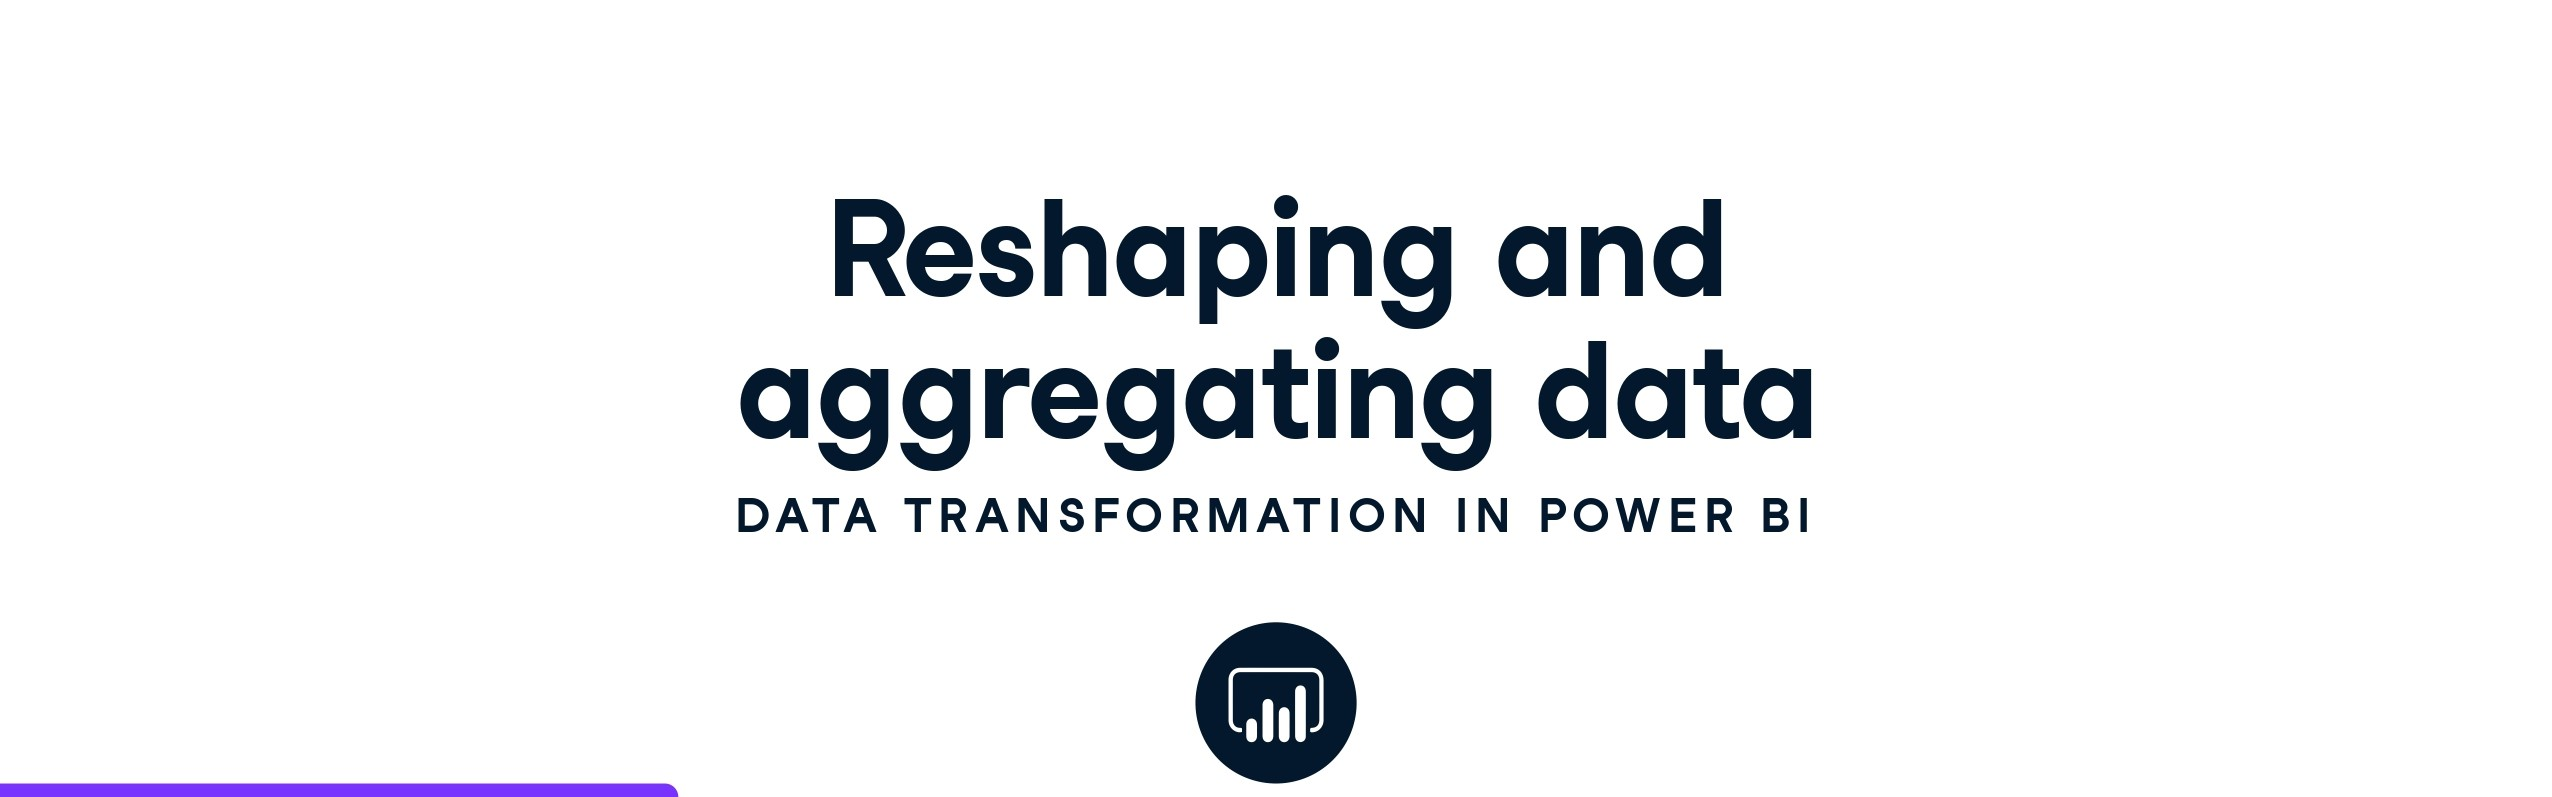 Reshaping and
aggregating data
DATA TRANSFORMATION IN POWER BI